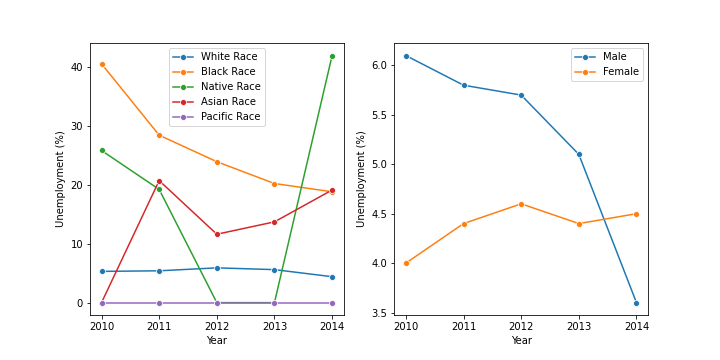 White Race
Black Race
Native Race
Asian Race
Pacific Race
Unemployment (%)
40
30
20
10
0
2010 2011 2012 2013 2014
Year
Male
Female
Unemployment (%)
6.0
5.5
5.0
4.5
4.0
3.5
2010 2011 2012 2013 2014
Year